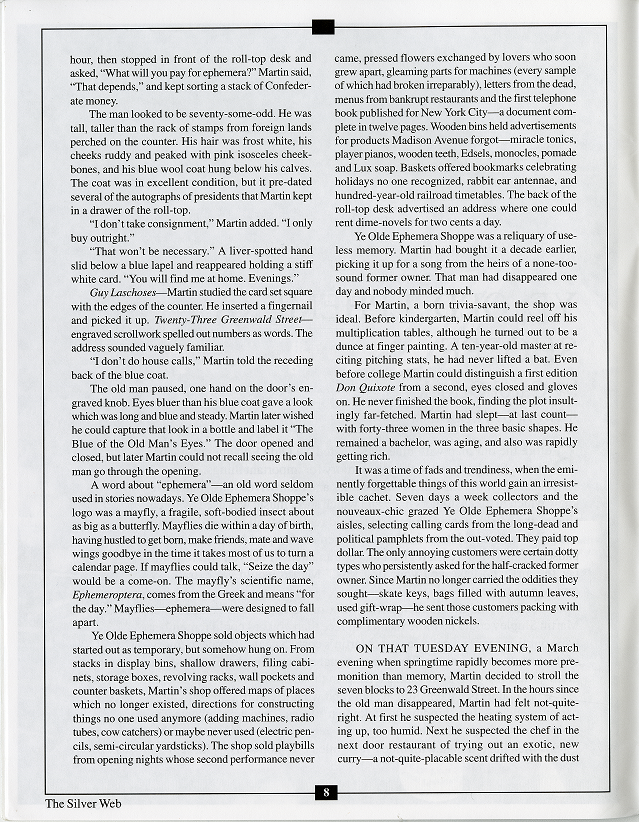 hour, then stopped in front of the roll-top desk and
asked, “What will you pay for ephemera?” Martin said,
“That depends,” and kept sorting a stack of Confeder-
ate money.
The man looked to be seventy-some-odd. He was
tall, taller than the rack of stamps from foreign lands
perched on the counter. His hair was frost white, his
cheeks ruddy and peaked with pink isosceles cheek-
bones, and his blue wool coat hung below his calves.
The coat was in excellent condition, but it pre-dated
several of the autographs of presidents that Martin kept
in a drawer of the roll-top.
“I don’t take consignment,” Martin added. “I only
buy outright.”
“That won’t be necessary.” A liver-spotted hand
slid below a blue lapel and reappeared holding a stiff
white card. “You will find me at home. Evenings.”
Guy Laschoses—Martin studied the card set square
with the edges of the counter. He inserted a fingernail
and picked it up. Twenty-Three Greenwald Street—
engraved scrollwork spelled out numbers as words. The
address sounded vaguely familiar.
“I don’t do house calls,” Martin told the receding
back of the blue coat.
The old man paused, one hand on the door’s en-
graved knob. Eyes bluer than his blue coat gave a look
which was long and blue and steady. Martin later wished
he could capture that look in a bottle and label it “The
Blue of the Old Man’s Eyes.” The door opened and
closed, but later Martin could not recall seeing the old
man go through the opening.
A word about “ephemera”—an old word seldom
used in stories nowadays. Ye Olde Ephemera Shoppe’s
logo was a mayfly, a fragile, soft-bodied insect about
as big as a butterfly. Mayflies die within a day of birth,
having hustled to get born, make friends, mate and wave
wings goodbye in the time it takes most of us to turn a
calendar page. If mayflies could talk, “Seize the day”
would be a come-on. The mayfly’s scientific name,
Ephemeroptera, comes from the Greek and means “for
the day.” Mayflies—ephemera—were designed to fall
apart.
Ye Olde Ephemera Shoppe sold objects which had
started out as temporary, but somehow hung on. From
stacks in display bins, shallow drawers, filing cabi-
nets, storage boxes, revolving racks, wall pockets and
counter baskets, Martin’s shop offered maps of places
which no longer existed, directions for constructing
things no one used anymore (adding machines, radio
tubes, cow catchers) or maybe never used (electric pen-
cils, semi-circular yardsticks). The shop sold playbills
from opening nights whose second performance never
came, pressed flowers exchanged by lovers who soon
grew apart, gleaming parts for machines (every sample
of which had broken irreparably), letters from the dead,
menus from bankrupt restaurants and the first telephone
book published for New York City—a document com-
plete in twelve pages. Wooden bins held advertisements
for products Madison Avenue forgot—miracle tonics,
player pianos, wooden teeth, Edsels, monocles, pomade
and Lux soap. Baskets offered bookmarks celebrating
holidays no one recognized, rabbit ear antennae, and
hundred-year-old railroad timetables. The back of the
roll-top desk advertised an address where one could
rent dime-novels for two cents a day.
Ye Olde Ephemera Shoppe was a reliquary of use-
less memory. Martin had bought it a decade earlier,
picking it up for a song from the heirs of a none-too-
sound former owner. That man had disappeared one
day and nobody minded much.
For Martin, a born trivia-savant, the shop was
ideal. Before kindergarten, Martin could reel off his
multiplication tables, although he turned out to be a
dunce at finger painting. A ten-year-old master at re-
citing pitching stats, he had never lifted a bat. Even
before college Martin could distinguish a first edition
Don Quixote from a second, eyes closed and gloves
on. He never finished the book, finding the plot insult-
ingly far-fetched. Martin had slept—at last count—
with forty-three women in the three basic shapes. He
remained a bachelor, was aging, and also was rapidly
getting rich.
It was a time of fads and trendiness, when the emi-
nently forgettable things of this world gain an irresist-
ible cachet. Seven days a week collectors and the
nouveaux-chic grazed Ye Olde Ephemera Shoppe’s
aisles, selecting calling cards from the long-dead and
political pamphlets from the out-voted. They paid top
dollar. The only annoying customers were certain dotty
types who persistently asked for the half-cracked former
owner. Since Martin no longer carried the oddities they
sought—skate keys, bags filled with autumn leaves,
used gift-wrap—he sent those customers packing with
complimentary wooden nickels.
ON THAT TUESDAY EVENING, a March
evening when springtime rapidly becomes more pre-
monition than memory, Martin decided to stroll the
seven blocks to 23 Greenwald Street. In the hours since
the old man disappeared, Martin had felt not-quite-
right. At first he suspected the heating system of act-
ing up, too humid. Next he suspected the chef in the
next door restaurant of trying out an exotic, new
curry—a not-quite-placable scent drifted with the dust
8
The Silver Web